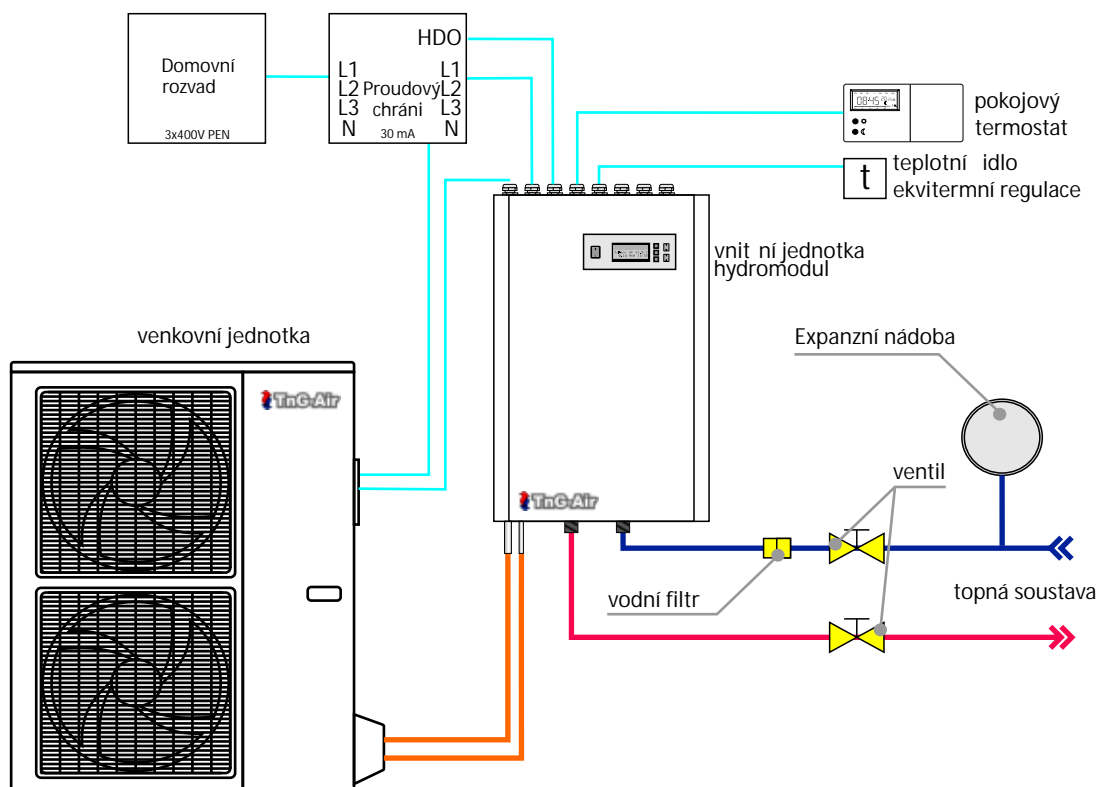 Domovní
rozvad
3x400V PEN
HDO
L1
L2
L3
N
Proudový
chráni
30 mA
L1
L2
L3
N
08:45
pokojový
termostat
t
teplotní idlo
ekvitermní regulace
vnit ní jednotka
hydromodul
venkovní jednotka
TnG-Air
TnG-Air
Expanzní nádoba
ventil
vodní filtr
topná soustava